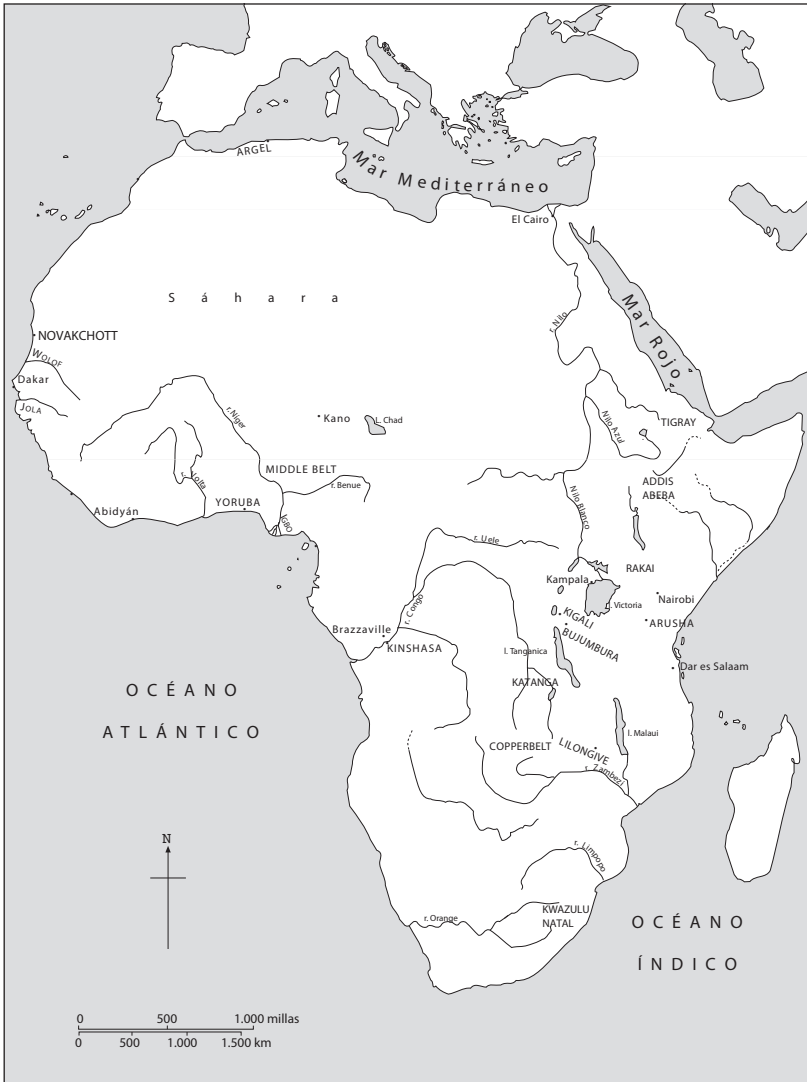 ARGEL
Mar Mediterráneo
El Cairo
Sáhara
r. Nilo
Mar Rojo
NOVAKCHOTT
WOLOF
Dakar
JOLA
r. Níger
Kano
L. Chad
Nilo Azul
TIGRAY
MIDDLE BELT
r. Benue
r. Volta
YORUBA
IGBO
Abidyán
ADDIS
ABEBA
Nilo Blanco
r. Uele
RAKAI
Kampala
l. Victoria
Nairobi
r. Congo
KIGALI
ARUSHA
BUJUMBURA
Brazzaville
KINSHASA
l. Tanganica
Dar es Salaam
KATANGA
OCÉANO
ATLÁNTICO
COPPERBELT
LILONGIVE
l. Malaui
r. Zambezi
N
r. Limpopo
r. Orange
KWAZULU
NATAL
OCÉANO
ÍNDICO
0 500 1.000 millas
0 500 1.000 1.500 km